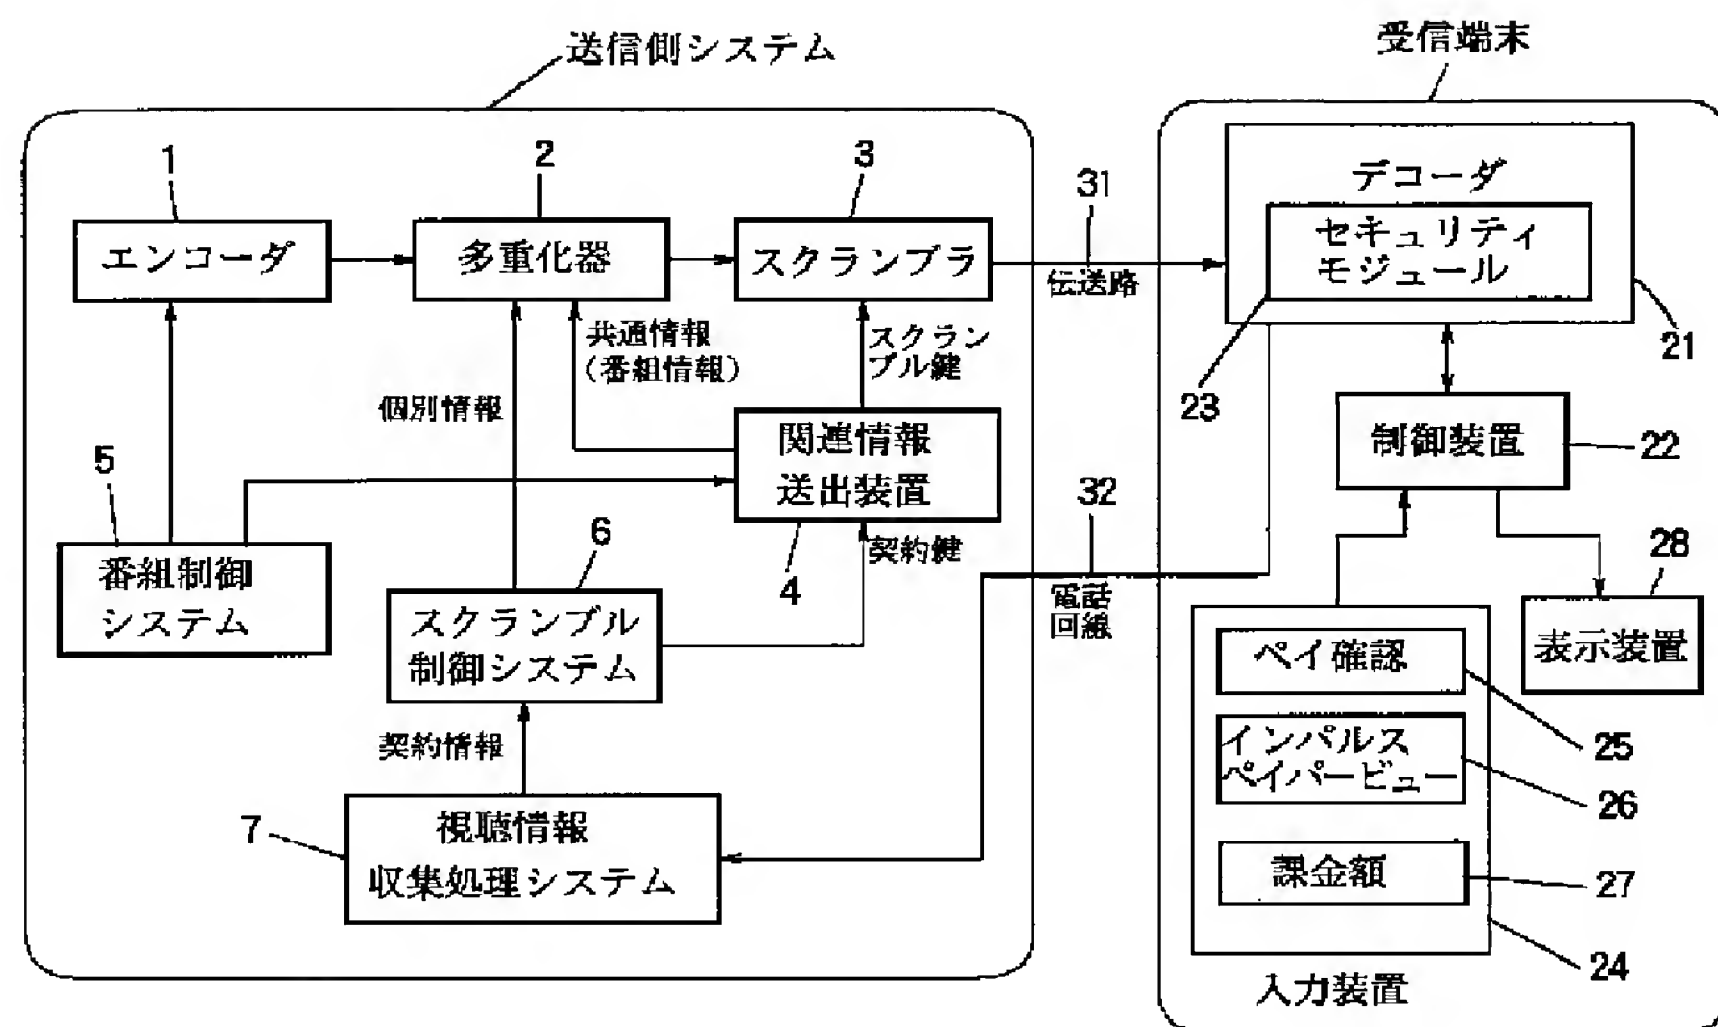 送信側システム
受信端末
1
エンコーダ
2
多重化器
3
スクランブラ
31
伝送路
デコーダ
セキュリティ
モジュール
21
23
共通情報
(番組情報)
スクラン
ブル鍵
個別情報
関連情報
送出装置
4
契約健
制御装置
22
5
番組制御
システム
6
スクランブル
制御システム
32
電話
回線
28
表示装置
ペイ確認
25
インパルス
ペイパービュー
26
契約情報
7
視聴情報
収集処理システム
課金額
27
24
入力装置